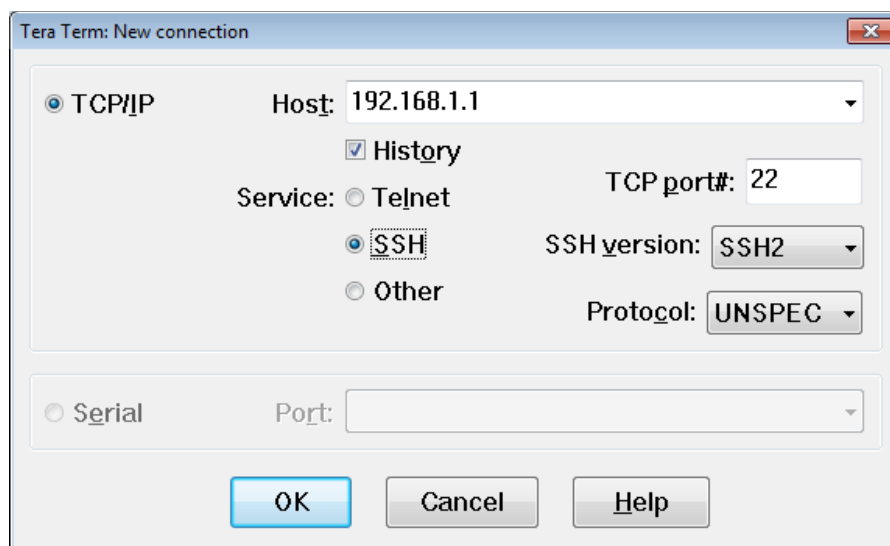 Tera Term: New connection
TCP/IP Host: 192.168.1.1
History
TCP port#: 22
Service: Telnet
SSH SSH version: SSH2
Other
Protocol: UNSPEC
Serial Port:
OK Cancel Help